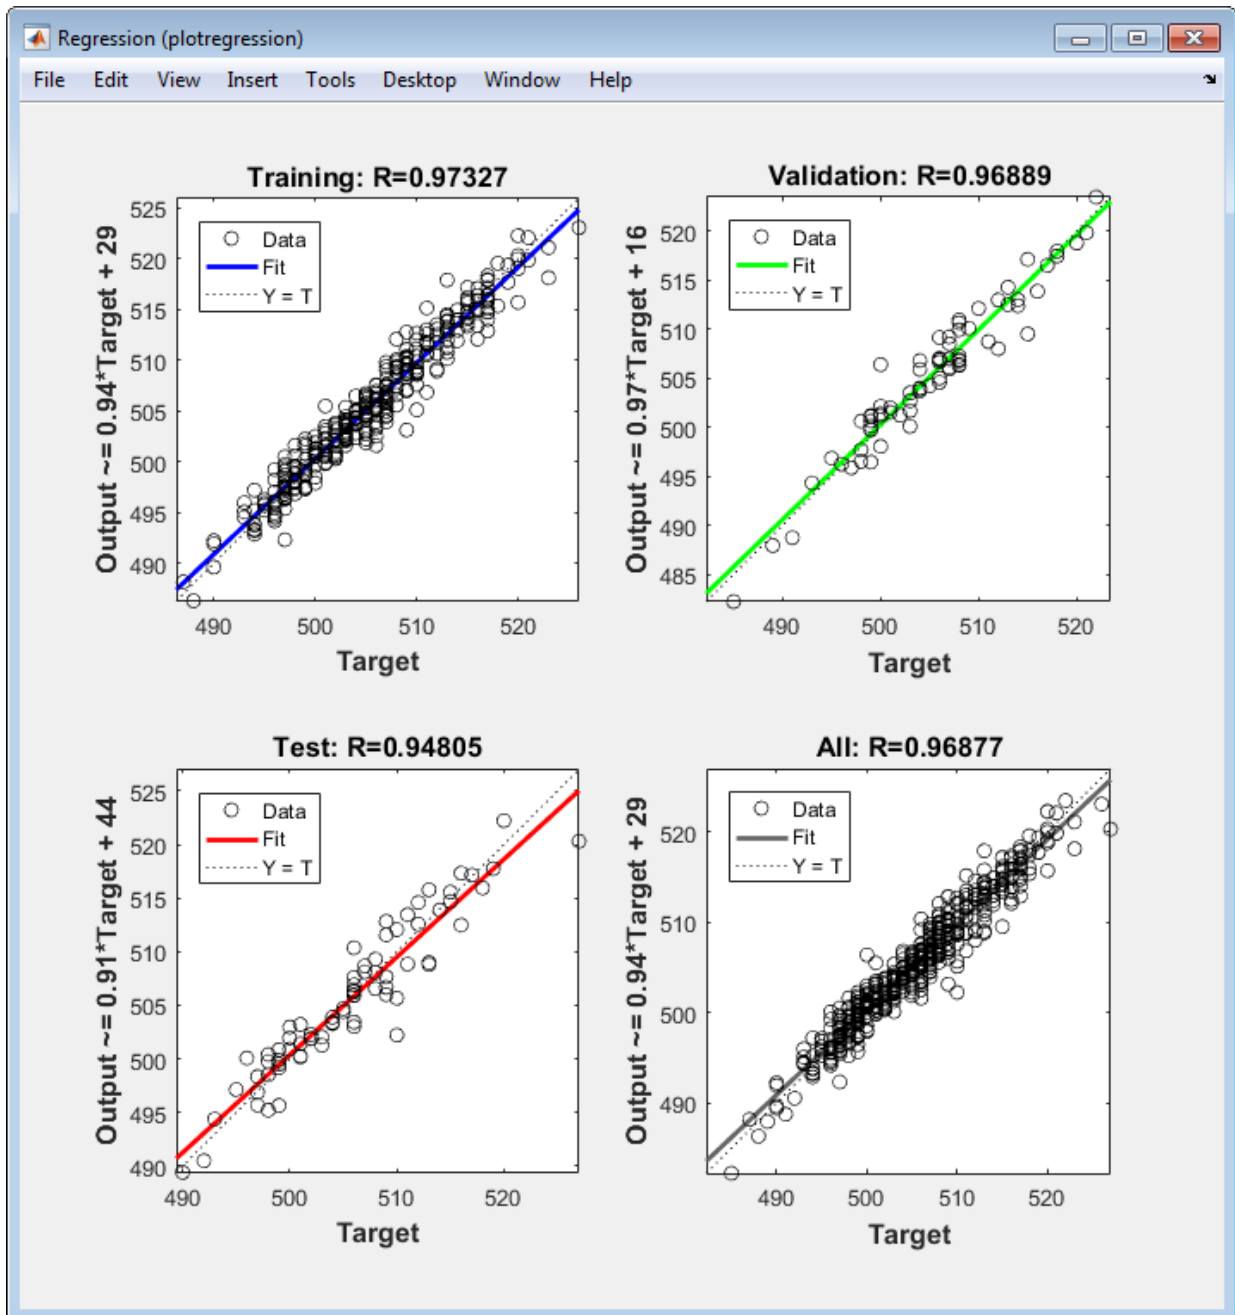 Regression (plotregression)
File Edit View Insert Tools Desktop Window Help
Training: R=0.97327
Output ~= 0.94*Target + 29
525
520
515
510
505
500
495
490
Data
Fit
Y = T
490 500 510 520
Target
Validation: R=0.96889
Output ~= 0.97*Target + 16
520
515
510
505
500
495
490
485
Data
Fit
Y = T
490 500 510 520
Target
Test: R=0.94805
Output ~= 0.91*Target + 44
525
520
515
510
505
500
495
490
Data
Fit
Y = T
490 500 510 520
Target
All: R=0.96877
Output ~= 0.94*Target + 29
520
510
500
490
Data
Fit
Y = T
490 500 510 520
Target